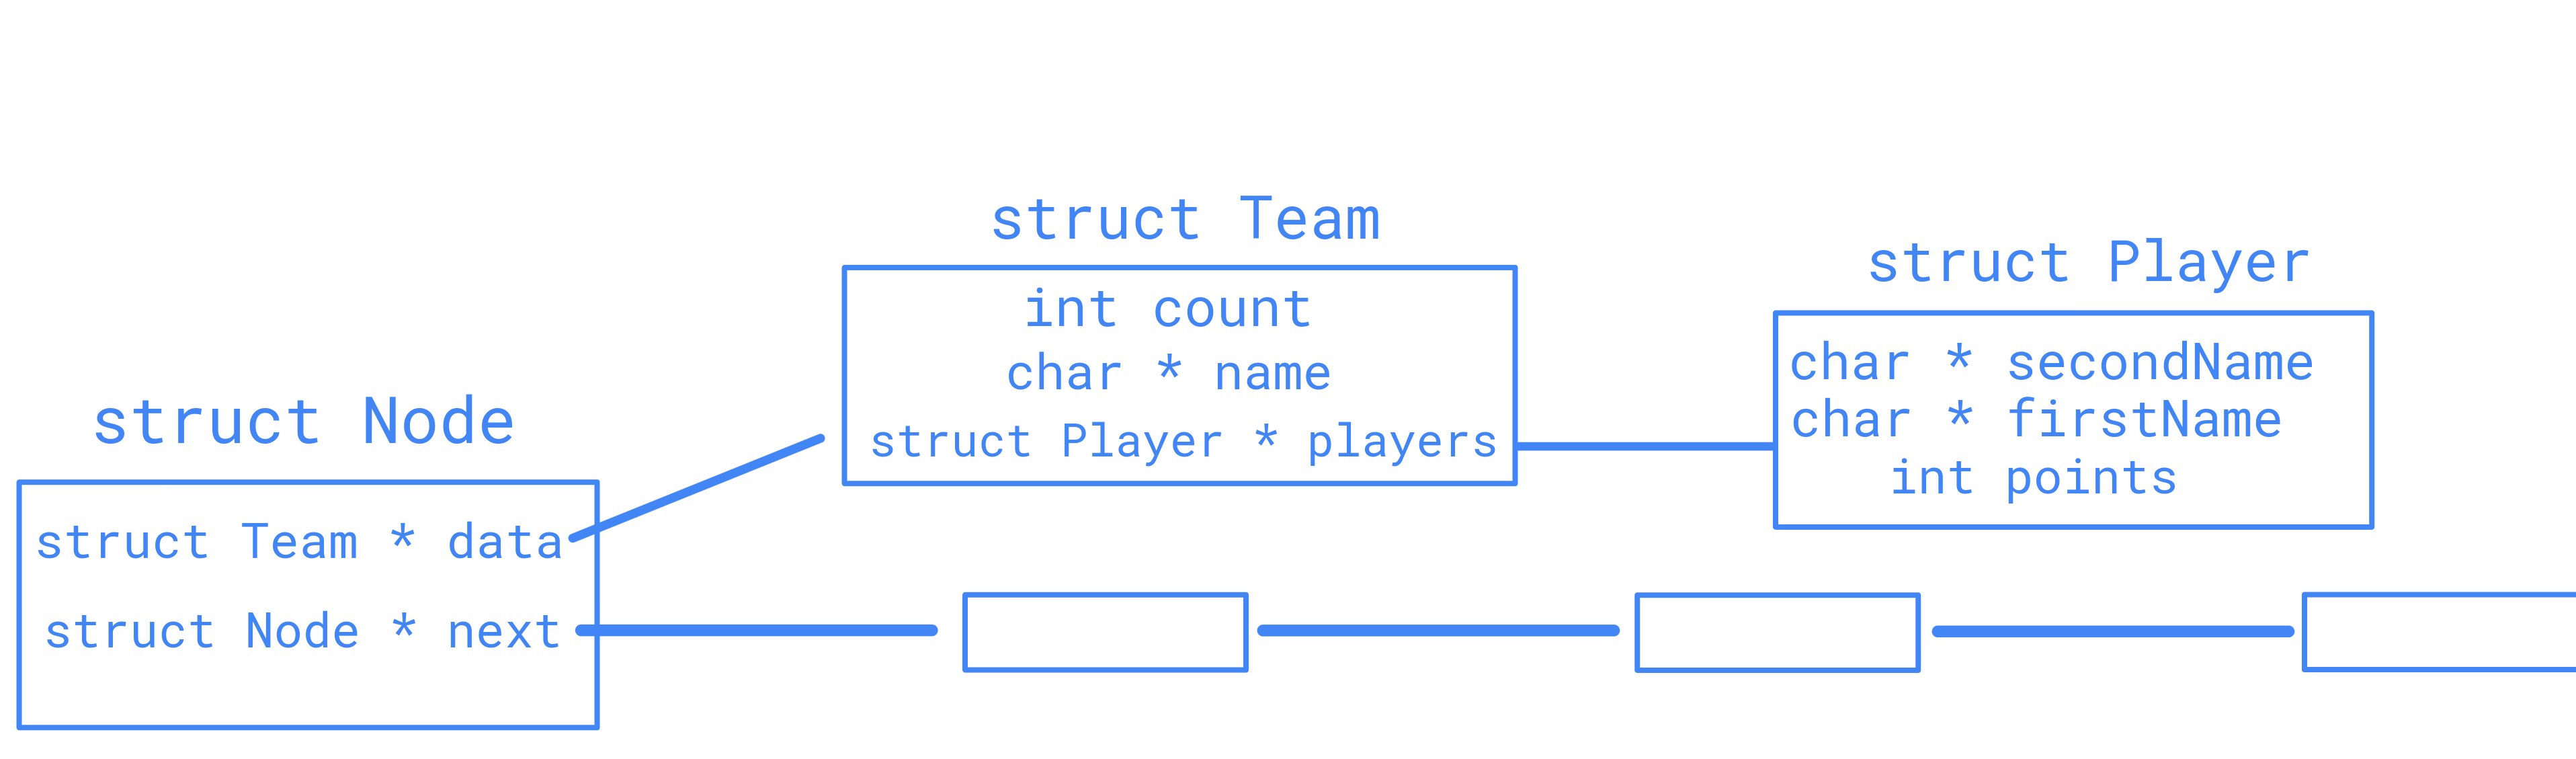 struct Node
struct Team * data
struct Node * next
struct Team
int count
char * name
struct Player * players
struct Player
char * secondName
char * firstName
int points